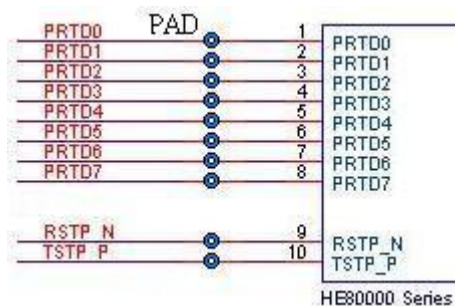 PAD
PRTD0 1 PRTD0
PRTD1 2 PRTD1
PRTD2 3 PRTD2
PRTD3 4 PRTD3
PRTD4 5 PRTD4
PRTD5 6 PRTD5
PRTD6 7 PRTD6
PRTD7 8 PRTD7
RSTP_N 9 RSTP_N
TSTP_P 10 TSTP_P
HE80000 Series